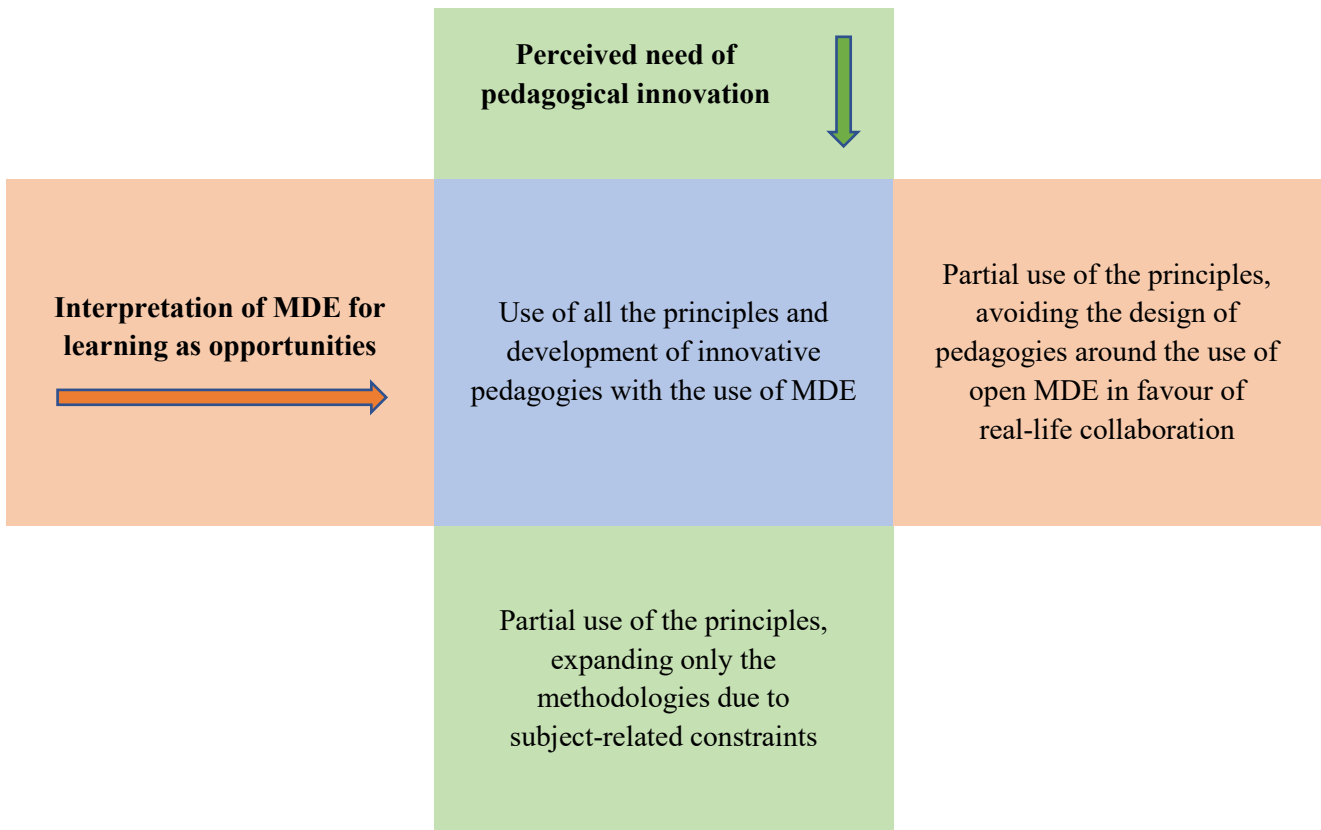 Perceived need of
pedagogical innovation
Interpretation of MDE for
learning as opportunities
Use of all the principles and
development of innovative
pedagogies with the use of MDE
Partial use of the principles,
avoiding the design of
pedagogies around the use of
open MDE in favour of
real-life collaboration
Partial use of the principles,
expanding only the
methodologies due to
subject-related constraints